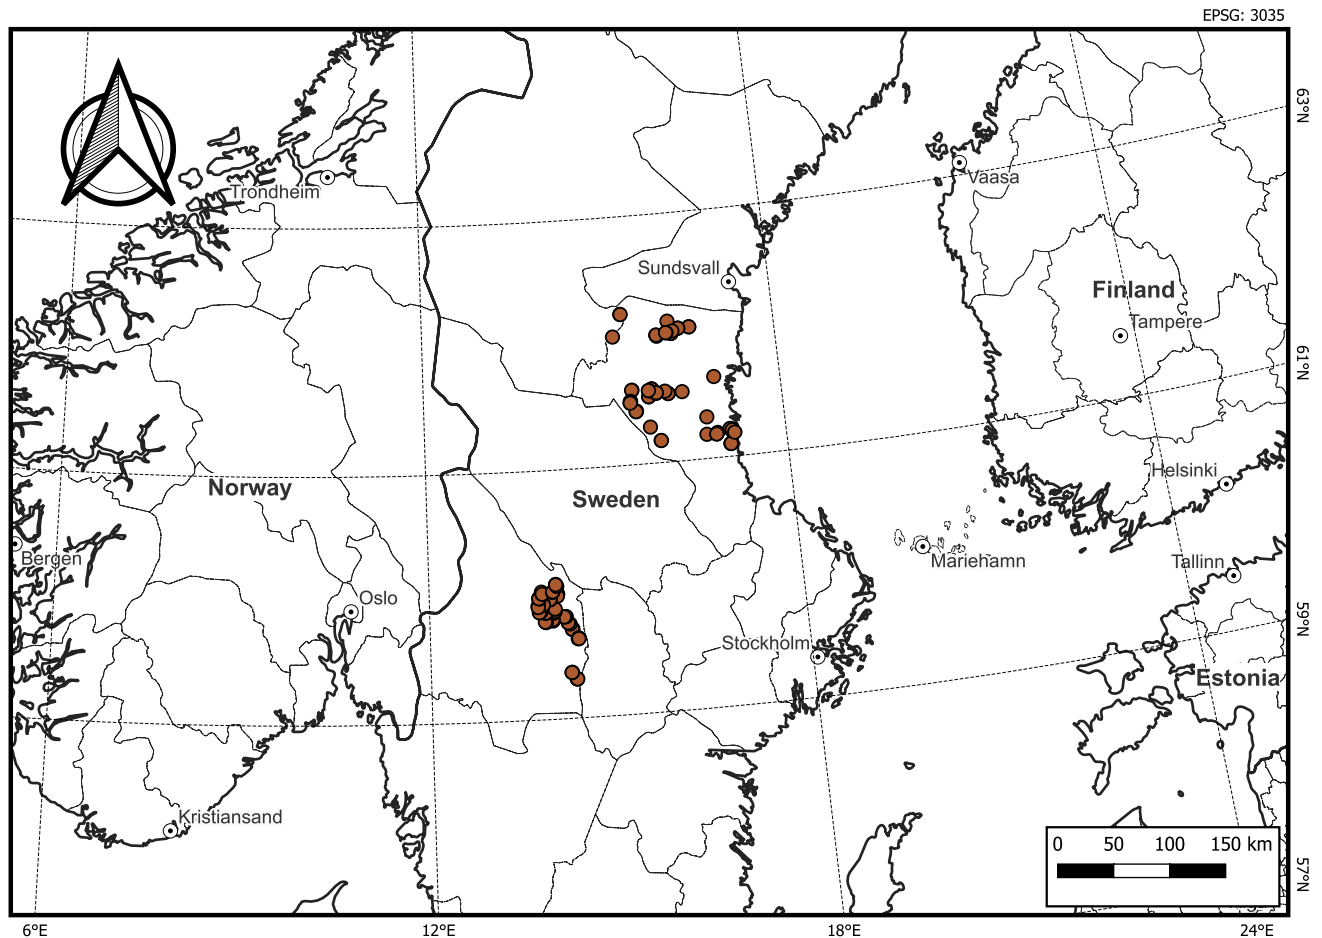 EPSG: 3035
63°N
Trondheim
Vaasa
Sundsvall
Finland
Tampere
61°N
Helsinki
Norway
Sweden
Bergen
Mariehamn
Tallinn
Oslo
59°N
Stockholm
Estonia
Kristiansand
0 50 100 150 km
57°N
6°E 12°E 18°E 24°E